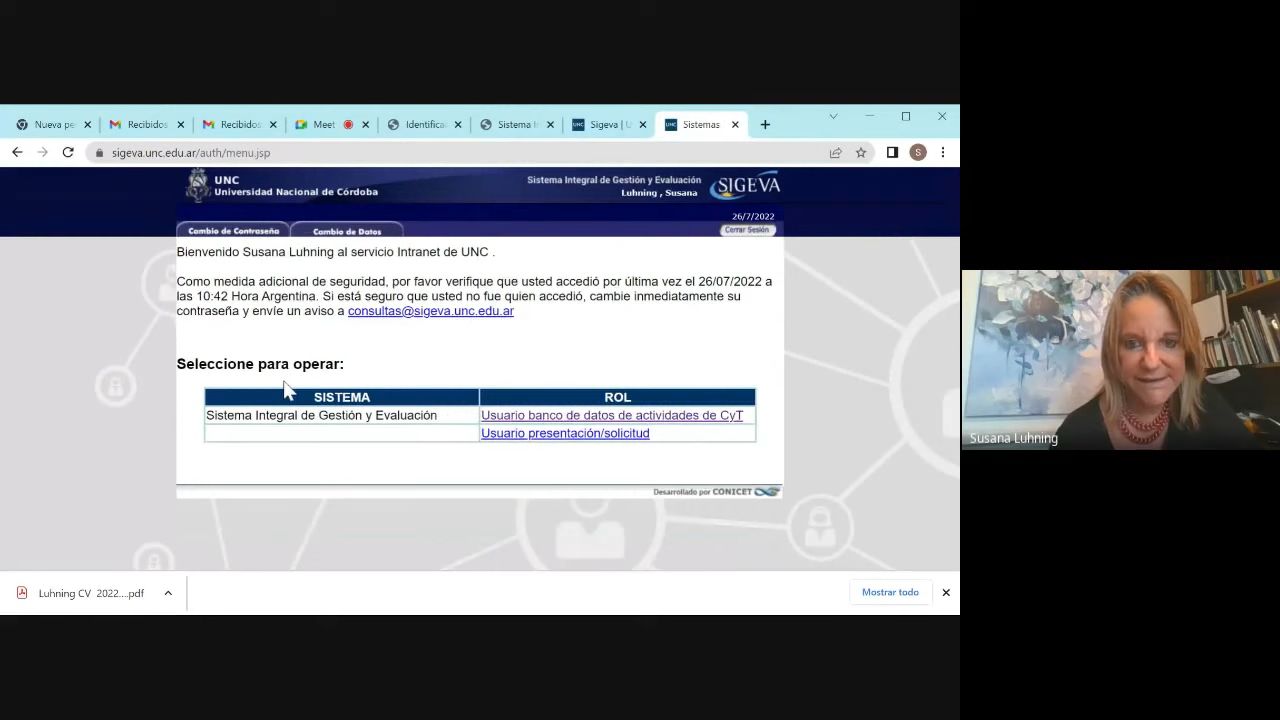 Nueva pe
Recibidos
Recibidos
Meet
Identifica
Sistema I
Sigeva | U
Sistemas
sigeva.unc.edu.ar/auth/menu.jsp
S
UNC
Universidad Nacional de Córdoba
Sistema Integral de Gestión y Evaluación
Luhning , Susana
SIGEVA
26/7/2022
Cambio de Contraseña
Cambio de Datos
Cerrar Sesión
Bienvenido Susana Luhning al servicio Intranet de UNC .
Como medida adicional de seguridad, por favor verifique que usted accedió por última vez el 26/07/2022 a
las 10:42 Hora Argentina. Si está seguro que usted no fue quien accedió, cambie inmediatamente su
contraseña y envíe un aviso a consultas@sigeva.unc.edu.ar
Seleccione para operar:
SISTEMA ROL
Sistema Integral de Gestión y Evaluación Usuario banco de datos de actividades de CyT
Usuario presentación/solicitud
Desarrollado por CONICET
Susana Luhning
Luhning CV 2022....pdf
Mostrar todo